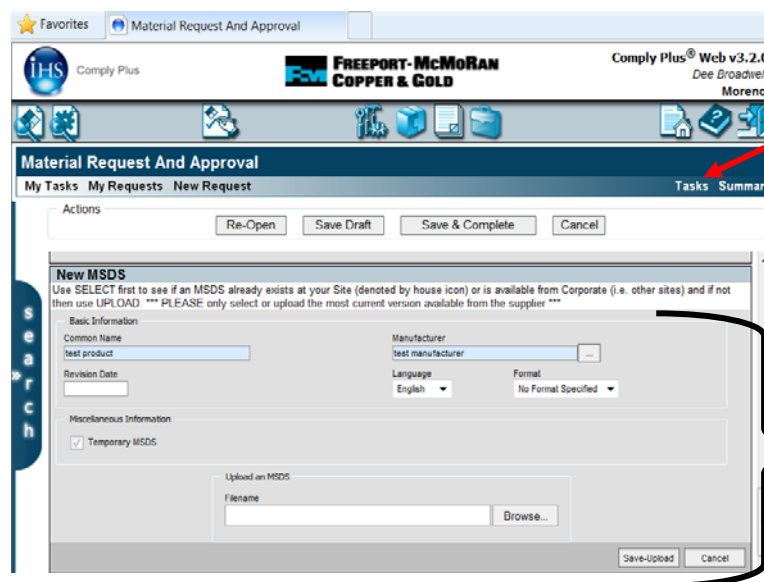 Favorites
Material Request And Approval
IHS
Comply Plus
FREEPORT-MCMORAN
COPPER & GOLD
Comply Plus® Web v3.2.
Dee Broadwel
Morenc
Material Request And Approval
My Tasks My Requests New Request
Tasks Summar
Actions
Re-Open
Save Draft
Save & Complete
Cancel
New MSDS
Use SELECT first to see if an MSDS already exists at your Site (denoted by house icon) or is available from Corporate (i.e. other sites) and if not
then use UPLOAD. *** PLEASE only select or upload the most current version available from the supplier ***
search
Basic Information
Common Name
Manufacturer
test product
test manufacturer
...
Revision Date
Language
Format
English
No Format Specified
Miscellaneous Information
Temporary MSDS
Upload an MSDS
Filename
Browse...
Save-Upload
Cancel